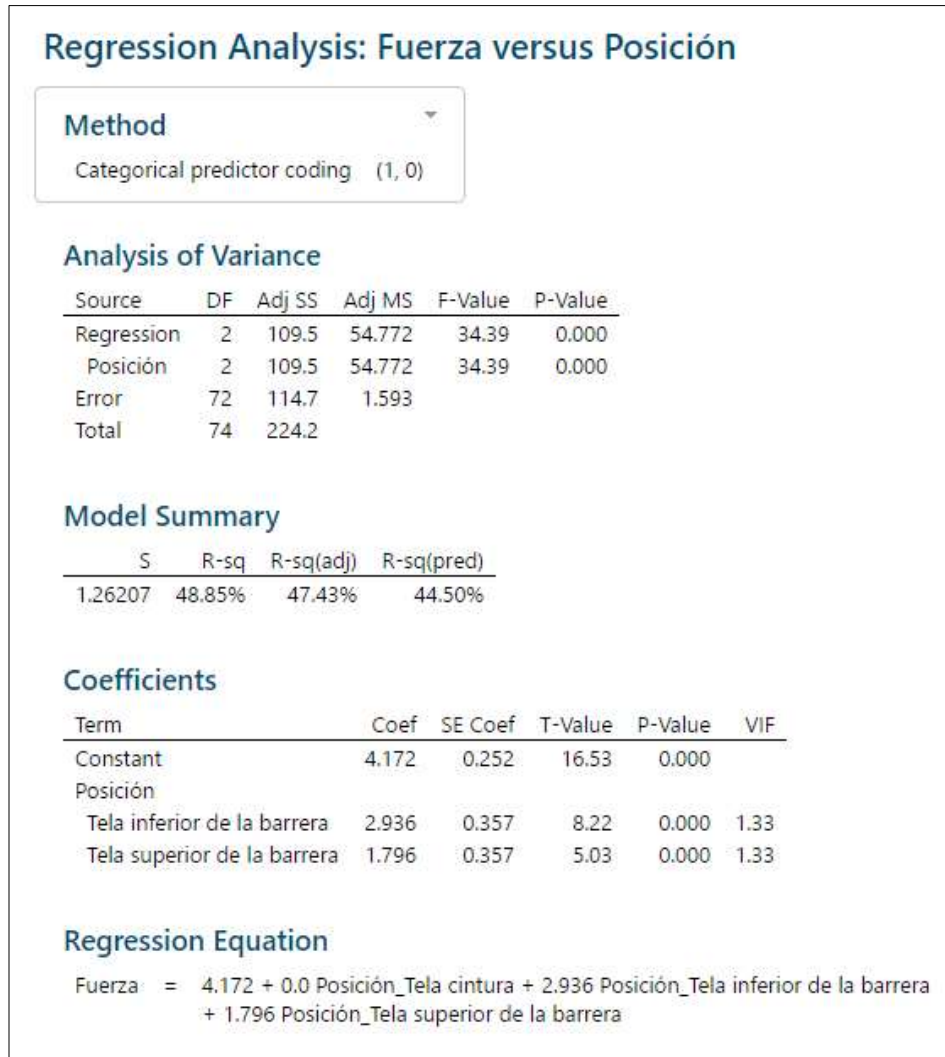 Regression Analysis: Fuerza versus Posición
Method
Categorical predictor coding (1, 0)
Analysis of Variance
Source DF Adj SS Adj MS F-Value P-Value
Regression 2 109.5 54.772 34.39 0.000
Posición 2 109.5 54.772 34.39 0.000
Error 72 114.7 1.593
Total 74 224.2
Model Summary
S R-sq R-sq(adj) R-sq(pred)
1.26207 48.85% 47.43% 44.50%
Coefficients
Term Coef SE Coef T-Value P-Value VIF
Constant 4.172 0.252 16.53 0.000
Posición
Tela inferior de la barrera 2.936 0.357 8.22 0.000 1.33
Tela superior de la barrera 1.796 0.357 5.03 0.000 1.33
Regression Equation
Fuerza = 4.172 + 0.0 Posición_Tela cintura + 2.936 Posición_Tela inferior de la barrera
+ 1.796 Posición_Tela superior de la barrera